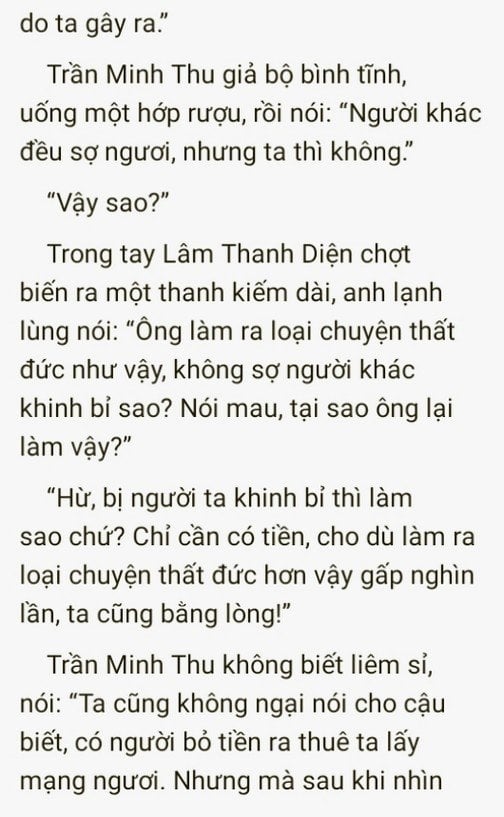 do ta gây ra.”
Trần Minh Thu giả bộ bình tĩnh,
uống một hớp rượu, rồi nói: “Người khác
đều sợ ngươi, nhưng ta thì không.”
“Vậy sao?”
Trong tay Lâm Thanh Diện chợt
biến ra một thanh kiếm dài, anh lạnh
lùng nói: “Ông làm ra loại chuyện thất
đức như vậy, không sợ người khác
khinh bỉ sao? Nói mau, tại sao ông lại
làm vậy?”
“Hừ, bị người ta khinh bỉ thì làm
sao chứ? Chỉ cần có tiền, cho dù làm ra
loại chuyện thất đức hơn vậy gấp nghìn
lần, ta cũng bằng lòng!”
Trần Minh Thu không biết liêm sỉ,
nói: “Ta cũng không ngại nói cho cậu
biết, có người bỏ tiền ra thuê ta lấy
mạng ngươi. Nhưng mà sau khi nhìn